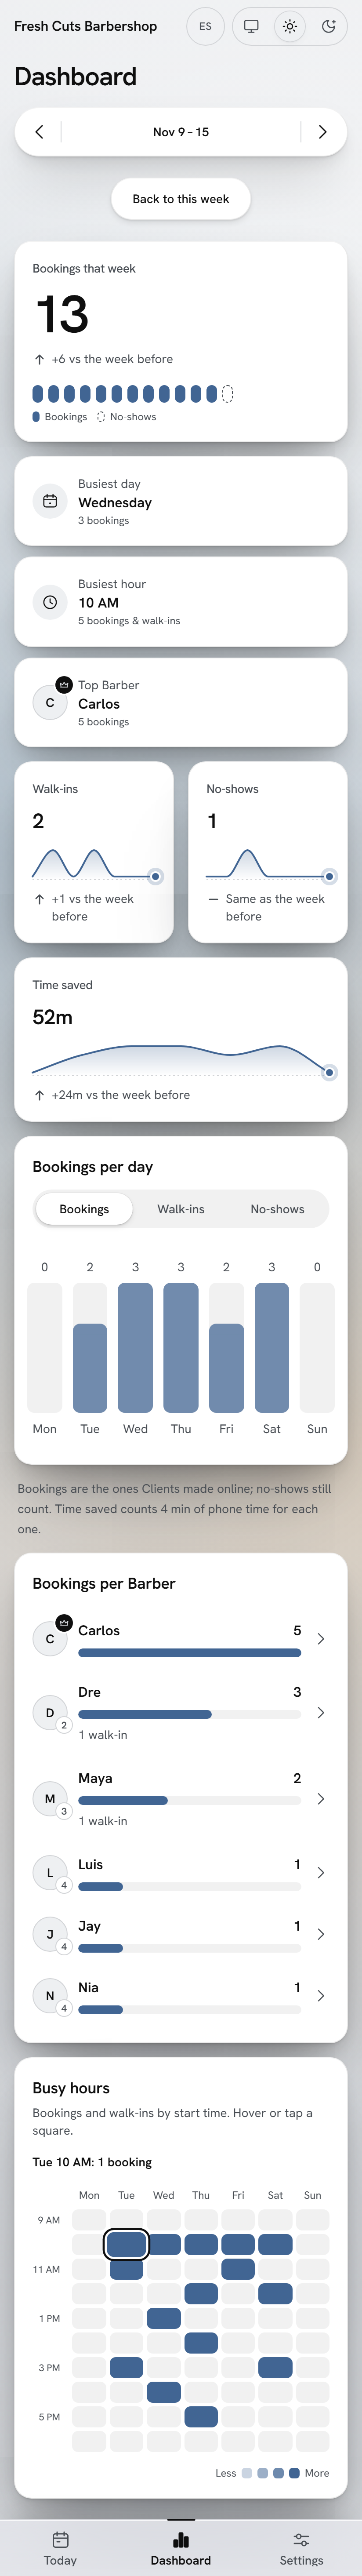 Fresh Cuts Barbershop
ES
Dashboard
Nov 9 – 15
Back to this week
Bookings that week
13
+6 vs the week before
Bookings
No-shows
Busiest day
Wednesday
3 bookings
Busiest hour
10 AM
5 bookings & walk-ins
C
Top Barber
Carlos
5 bookings
Walk-ins
2
+1 vs the week
before
No-shows
1
Same as the week
before
Time saved
52m
+24m vs the week before
Bookings per day
Bookings Walk-ins No-shows
0 2 3 3 2 3 0
Mon Tue Wed Thu Fri Sat Sun
Bookings are the ones Clients made online; no-shows still
count. Time saved counts 4 min of phone time for each
one.
Bookings per Barber
C
Carlos 5
D 2
Dre 3
1 walk-in
M 3
Maya 2
1 walk-in
L 4
Luis 1
J 4
Jay 1
N 4
Nia 1
Busy hours
Bookings and walk-ins by start time. Hover or tap a
square.
Tue 10 AM: 1 booking
Mon Tue Wed Thu Fri Sat Sun
9 AM
11 AM
1 PM
3 PM
5 PM
Less More
Today Dashboard Settings